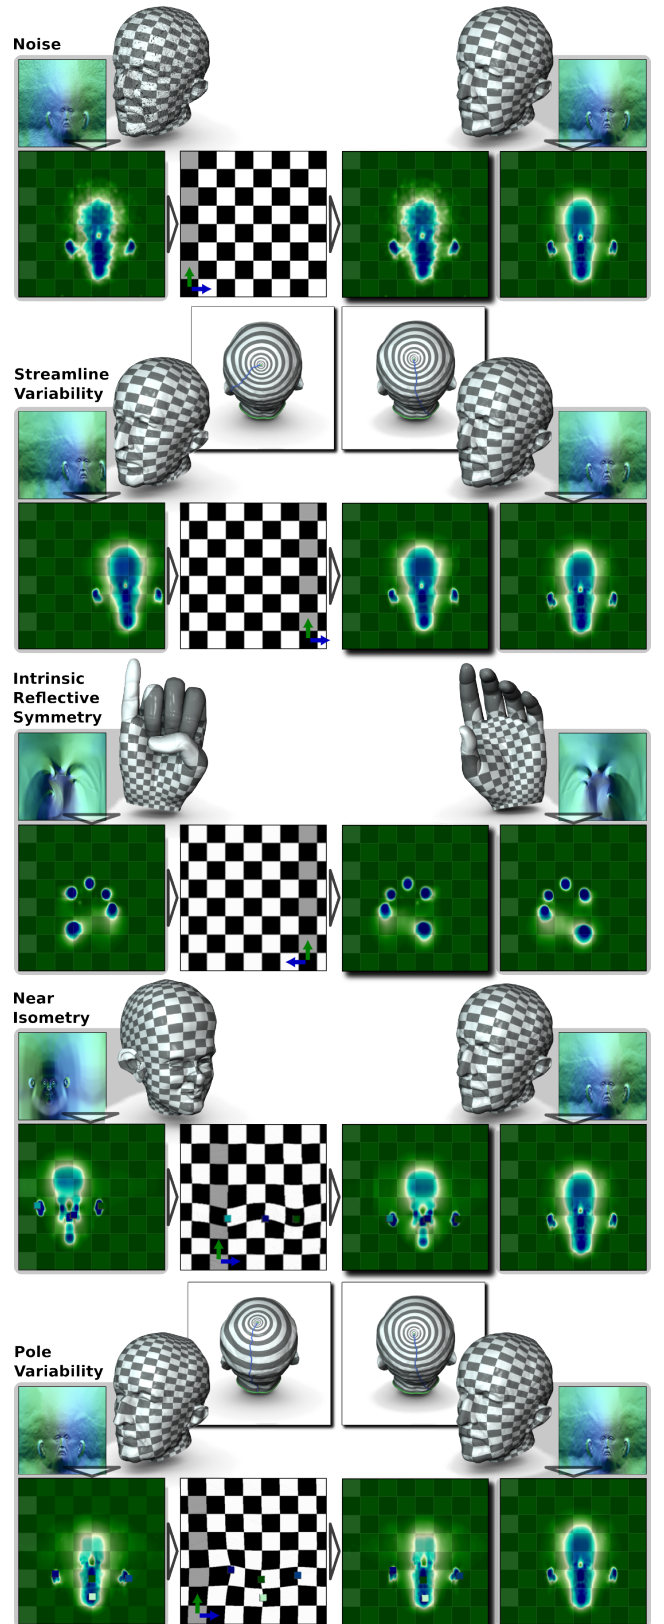 Noise
Streamline
Variability
Intrinsic
Reflective
Symmetry
Near
Isometry
Pole
Variability